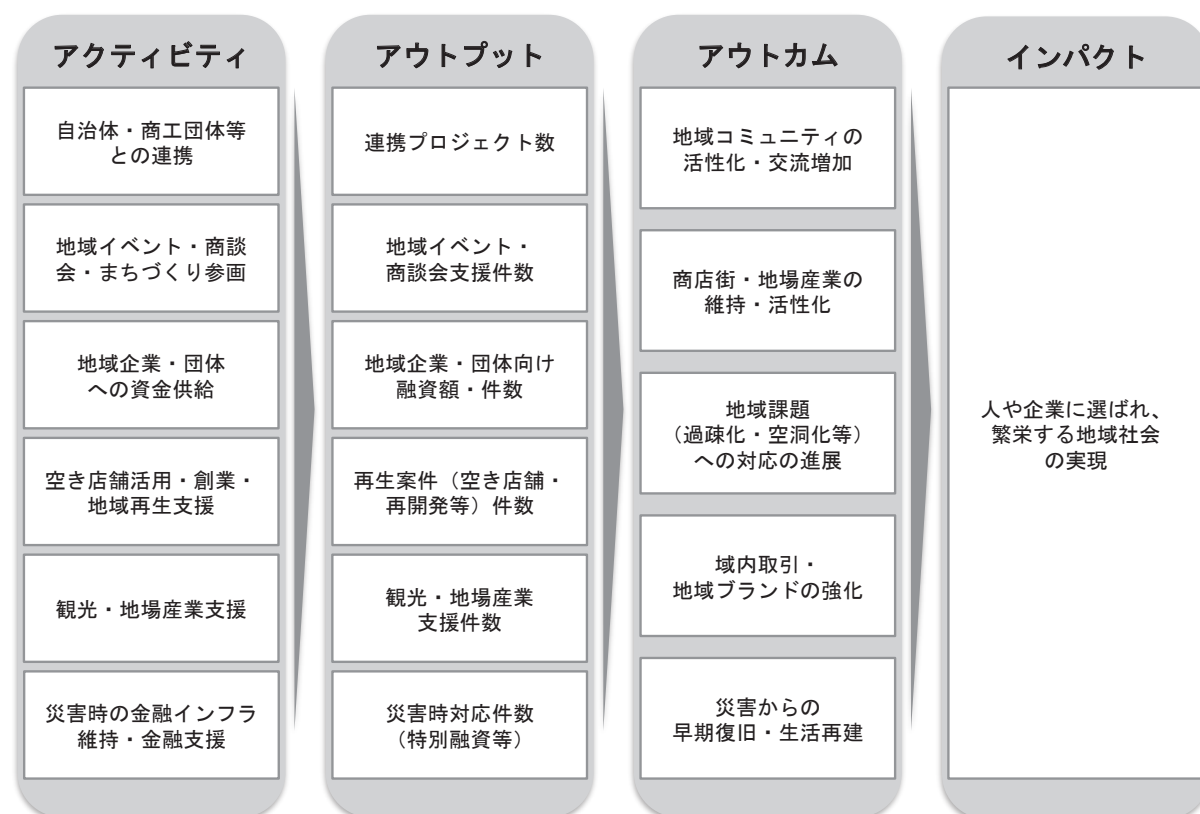 アクティビティ
自治体・商工団体等
との連携
地域イベント・商談
会・まちづくり参画
地域企業・団体
への資金供給
空き店舗活用・創業・
地域再生支援
観光・地場産業支援
災害時の金融インフラ
維持・金融支援
アウトプット
連携プロジェクト数
地域イベント・
商談会支援件数
地域企業・団体向け
融資額・件数
再生案件（空き店舗・
再開発等）件数
観光・地場産業
支援件数
災害時対応件数
（特別融資等）
アウトカム
地域コミュニティの
活性化・交流増加
商店街・地場産業の
維持・活性化
地域課題
（過疎化・空洞化等）
への対応の進展
域内取引・
地域ブランドの強化
災害からの
早期復旧・生活再建
インパクト
人や企業に選ばれ、
繁栄する地域社会
の実現